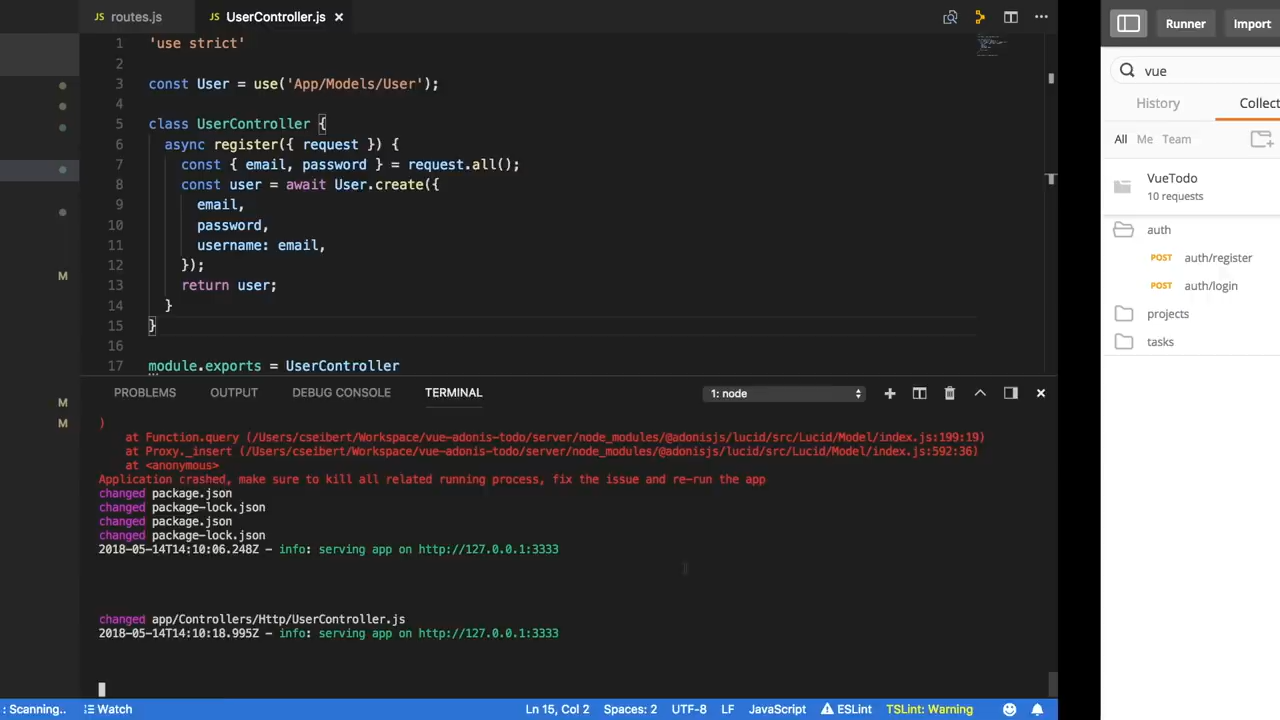 JS routes.js
JS UserController.js ×
1 'use strict'
2
3 const User = use('App/Models/User');
4
5 class UserController {
6 async register({ request }) {
7 const { email, password } = request.all();
8 const user = await User.create({
9 email,
10 password,
11 username: email,
12 });
13 return user;
14 }
15 }
16
17 module.exports = UserController
M
M
M
PROBLEMS OUTPUT DEBUG CONSOLE TERMINAL 1: node
)
at Function.query (/Users/cseibert/Workspace/vue-adonis-todo/server/node_modules/@adonisjs/lucid/src/Lucid/Model/index.js:199:19)
at Proxy._insert (/Users/cseibert/Workspace/vue-adonis-todo/server/node_modules/@adonisjs/lucid/src/Lucid/Model/index.js:592:36)
at <anonymous>
Application crashed, make sure to kill all related running process, fix the issue and re-run the app
changed package.json
changed package-lock.json
changed package.json
changed package-lock.json
2018-05-14T14:10:06.248Z - info: serving app on http://127.0.0.1:3333
changed app/Controllers/Http/UserController.js
2018-05-14T14:10:18.995Z - info: serving app on http://127.0.0.1:3333
: Scanning.. Watch Ln 15, Col 2 Spaces: 2 UTF-8 LF JavaScript ESLint TSLint: Warning
Runner Import
vue
History Collect
All Me Team
VueTodo
10 requests
auth
POST auth/register
POST auth/login
projects
tasks